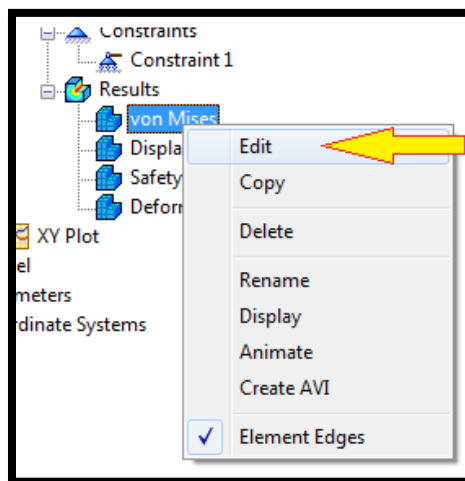 Constraints
Constraint 1
Results
von Mises
Displa
Edit
Safety
Copy
Deforr
XY Plot
Delete
el
meters
Rename
rdinate Systems
Display
Animate
Create AVI
Element Edges